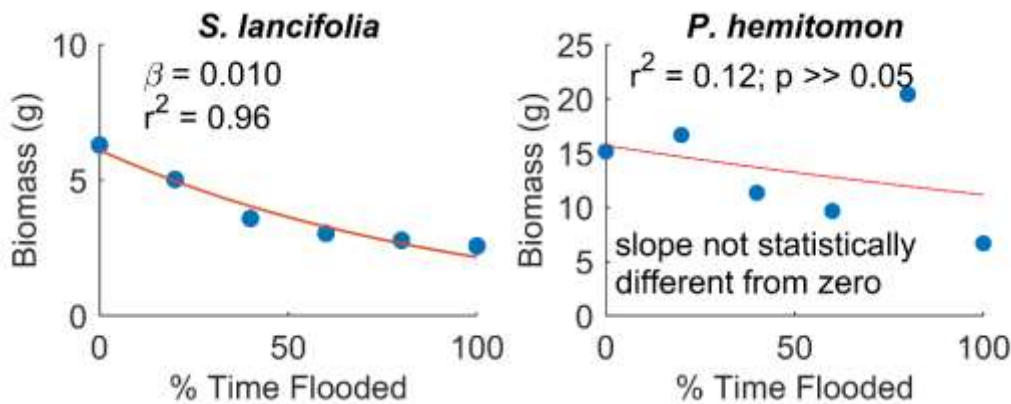 S. lancifolia
10
5
0
Biomass (g)
β = 0.010
r² = 0.96
0 50 100
% Time Flooded
P. hemitomon
25
20
15
10
5
0
Biomass (g)
r² = 0.12; p >> 0.05
slope not statistically
different from zero
0 50 100
% Time Flooded